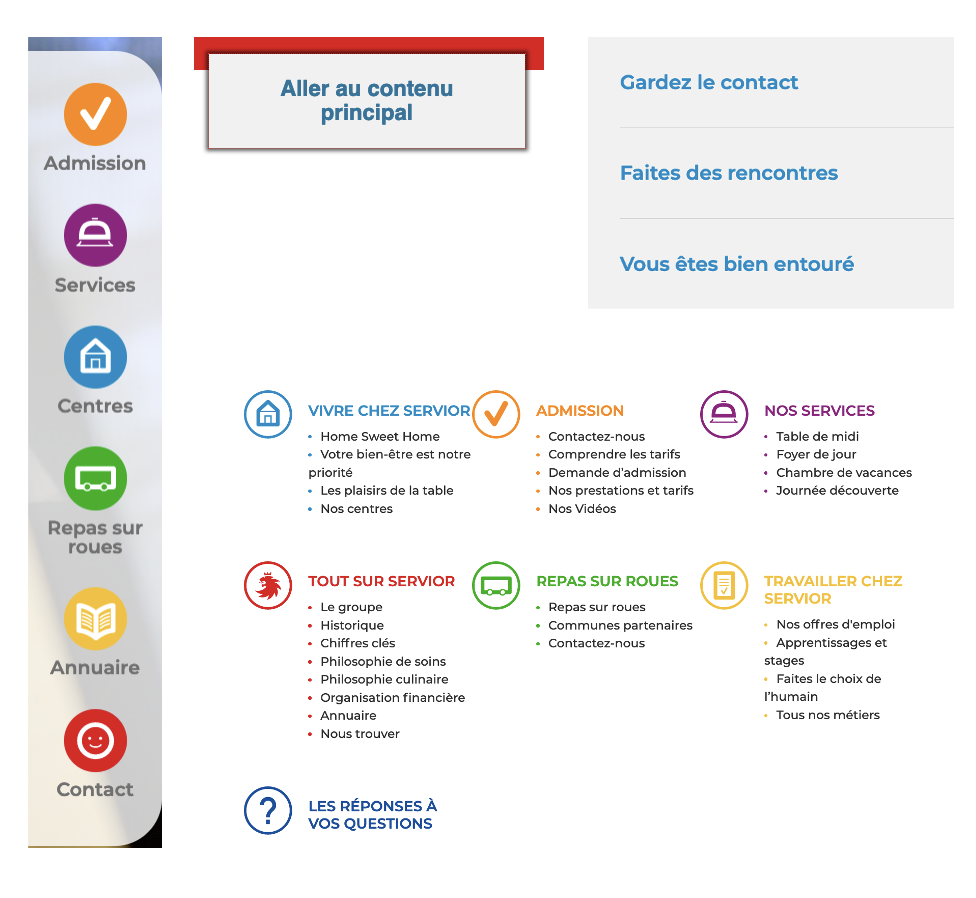 Admission
Services
Centres
Repas sur
roues
Annuaire
Contact
Aller au contenu
principal
Gardez le contact
Faites des rencontres
Vous êtes bien entouré
VIVRE CHEZ SERVIOR
• Home Sweet Home
• Votre bien-être est notre
priorité
• Les plaisirs de la table
• Nos centres
ADMISSION
• Contactez-nous
• Comprendre les tarifs
• Demande d'admission
• Nos prestations et tarifs
• Nos Vidéos
NOS SERVICES
• Table de midi
• Foyer de jour
• Chambre de vacances
• Journée découverte
TOUT SUR SERVIOR
• Le groupe
• Historique
• Chiffres clés
• Philosophie de soins
• Philosophie culinaire
• Organisation financière
• Annuaire
• Nous trouver
REPAS SUR ROUES
• Repas sur roues
• Communes partenaires
• Contactez-nous
TRAVAILLER CHEZ
SERVIOR
• Nos offres d'emploi
• Apprentissages et
stages
• Faites le choix de
l’humain
• Tous nos métiers
LES RÉPONSES À
VOS QUESTIONS